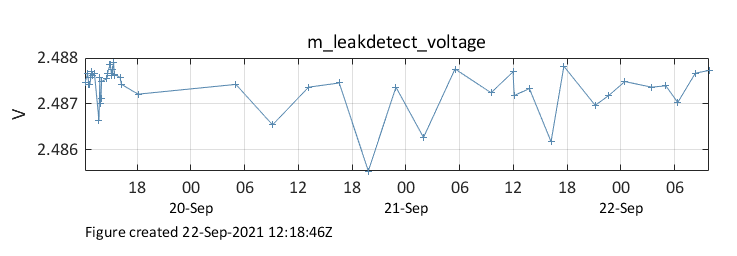 m_leakdetect_voltage
2.488
2.487
2.486
V
18 00 06 12 18 00 06 12 18 00 06
20-Sep 21-Sep 22-Sep
Figure created 22-Sep-2021 12:18:46Z